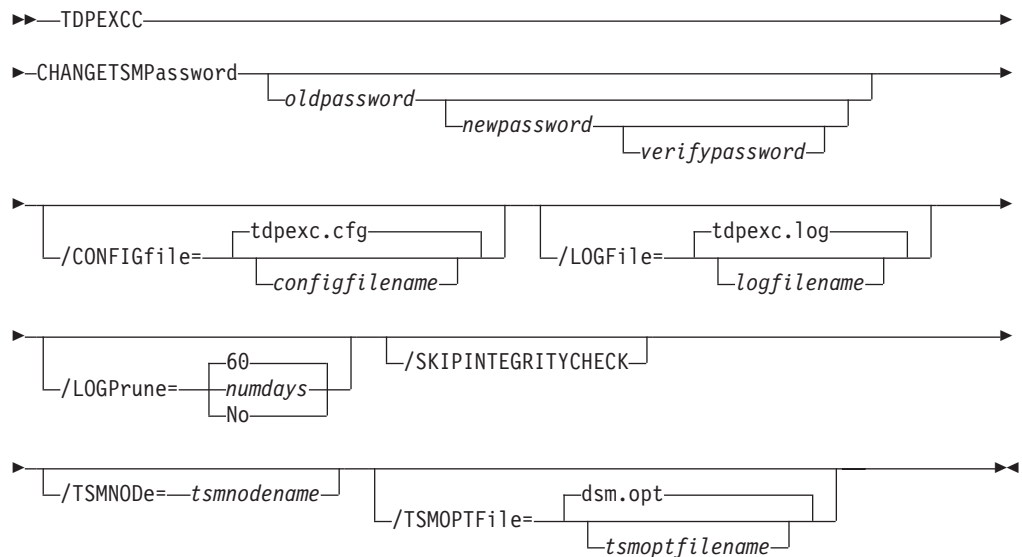 TDPEXCC
CHANGETSMPassword
oldpassword
newpassword
verifypassword
/CONFIGfile= tdpexc.cfg
configfilename
/LOGFile= tdpexc.log
logfilename
/LOGPrune= 60
numdays
No
/SKIPINTEGRITYCHECK
/TSMNODe= tsmnodename
/TSMOPTFile= dsm.opt
tsmoptfilename